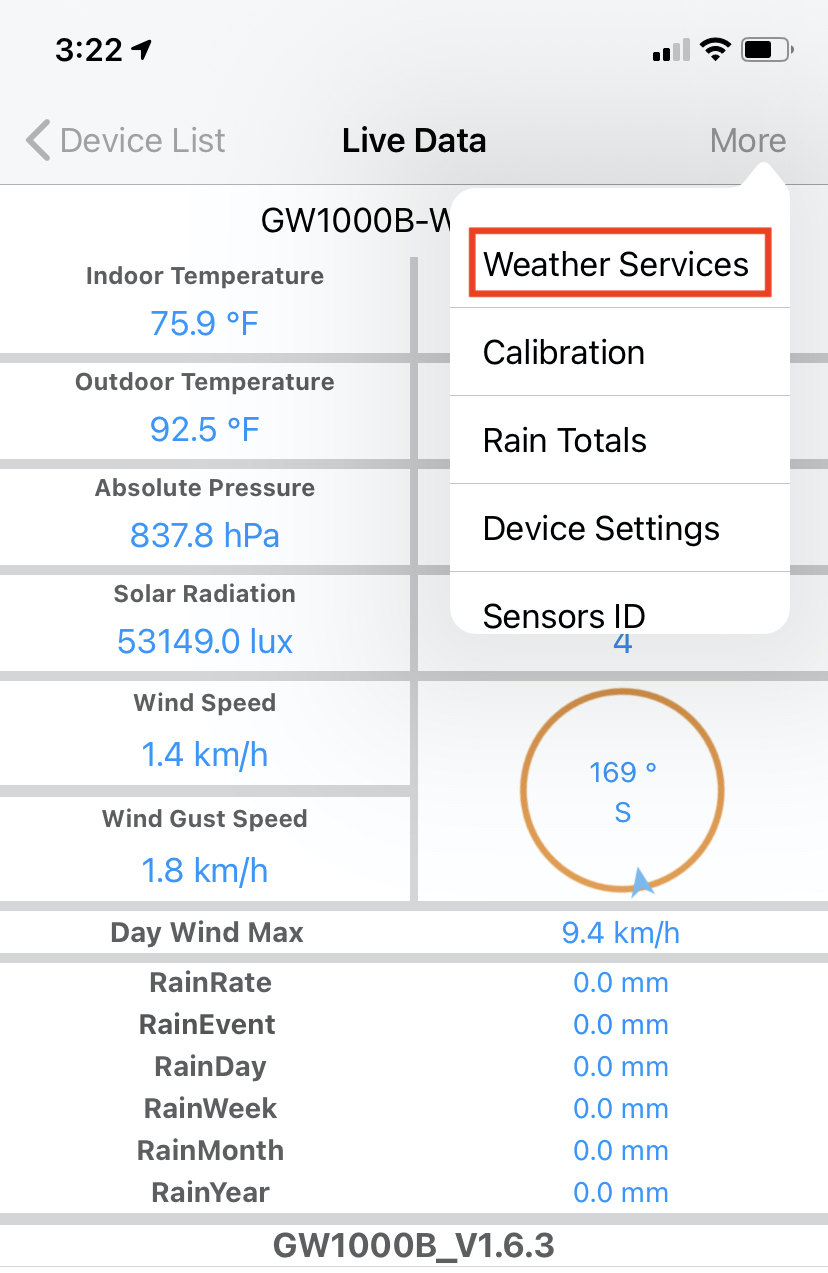 3:22
Device List
Live Data
More
GW1000B-W
Weather Services
Indoor Temperature
75.9 °F
Calibration
Outdoor Temperature
92.5 °F
Rain Totals
Absolute Pressure
837.8 hPa
Device Settings
Solar Radiation
53149.0 lux
Sensors ID
4
Wind Speed
1.4 km/h
169 °
S
Wind Gust Speed
1.8 km/h
Day Wind Max 9.4 km/h
RainRate 0.0 mm
RainEvent 0.0 mm
RainDay 0.0 mm
RainWeek 0.0 mm
RainMonth 0.0 mm
RainYear 0.0 mm
GW1000B_V1.6.3